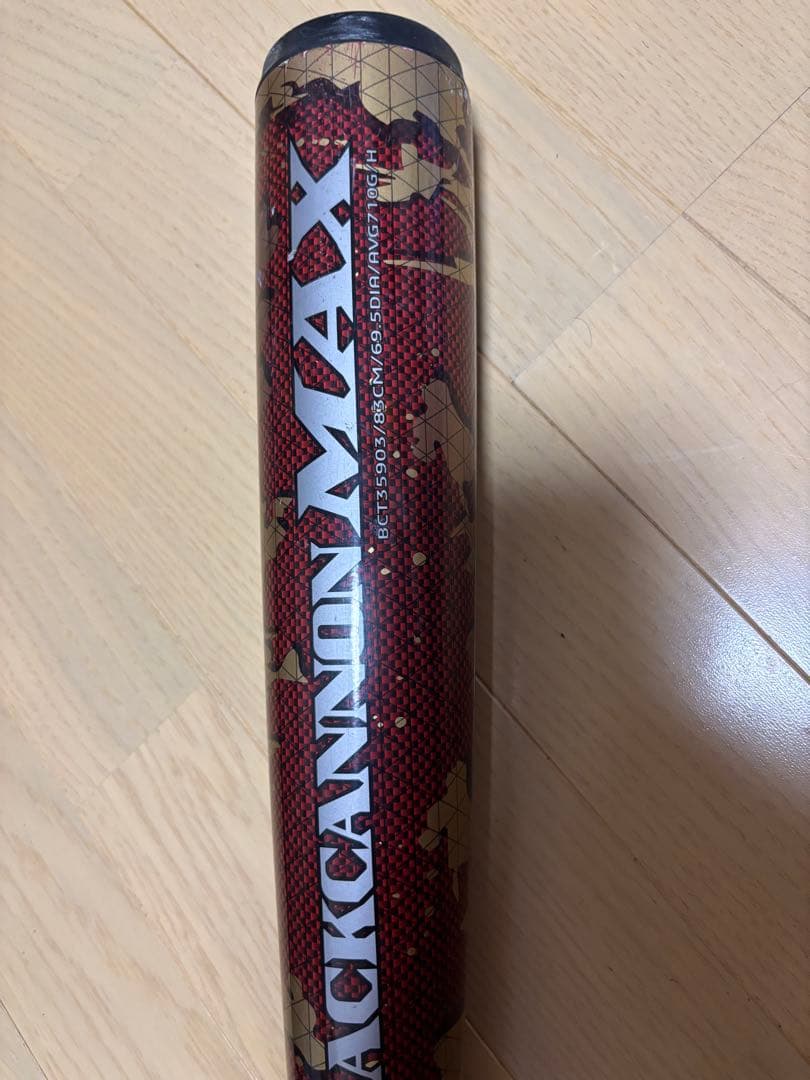 ACKCANNON MAX
BCT35903/83CM/69.5DIA/AVG710G/H